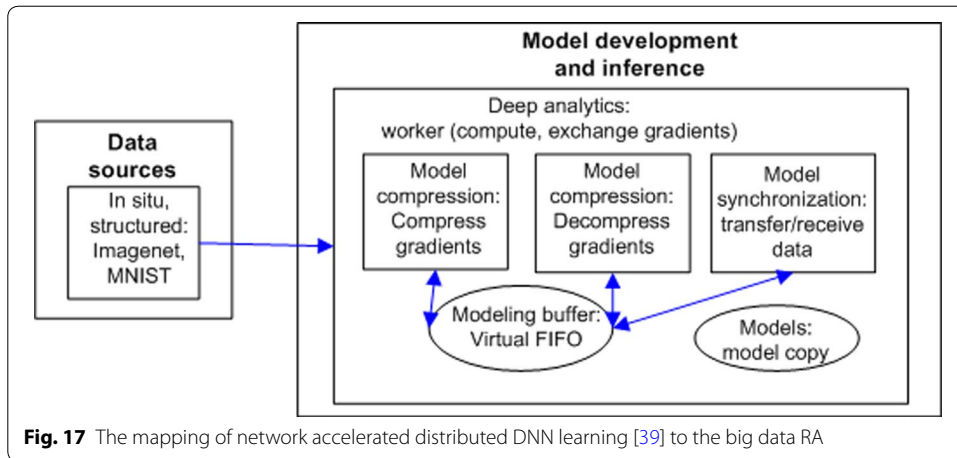 Model development
and inference
Deep analytics:
worker (compute, exchange gradients)
Data
sources
In situ,
structured:
Imagenet,
MNIST
Model
compression:
Compress
gradients
Model
compression:
Decompress
gradients
Model
synchronization:
transfer/receive
data
Modeling buffer:
Virtual FIFO
Models:
model copy
Fig. 17 The mapping of network accelerated distributed DNN learning [39] to the big data RA